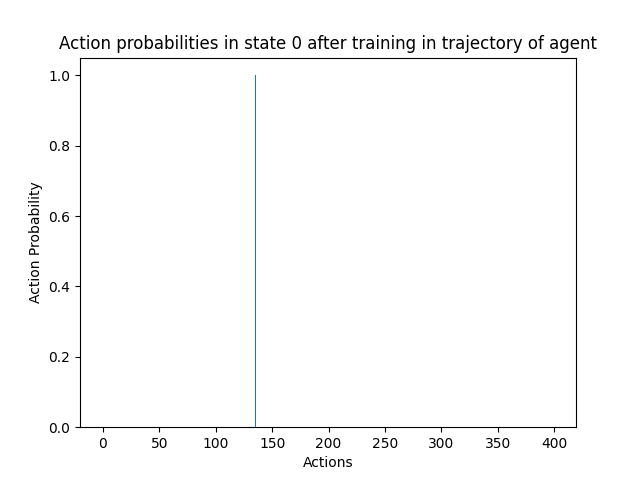 Action probabilities in state 0 after training in trajectory of agent
1.0
0.8
0.6
0.4
0.2
0.0
Action Probability
0 50 100 150 200 250 300 350 400
Actions